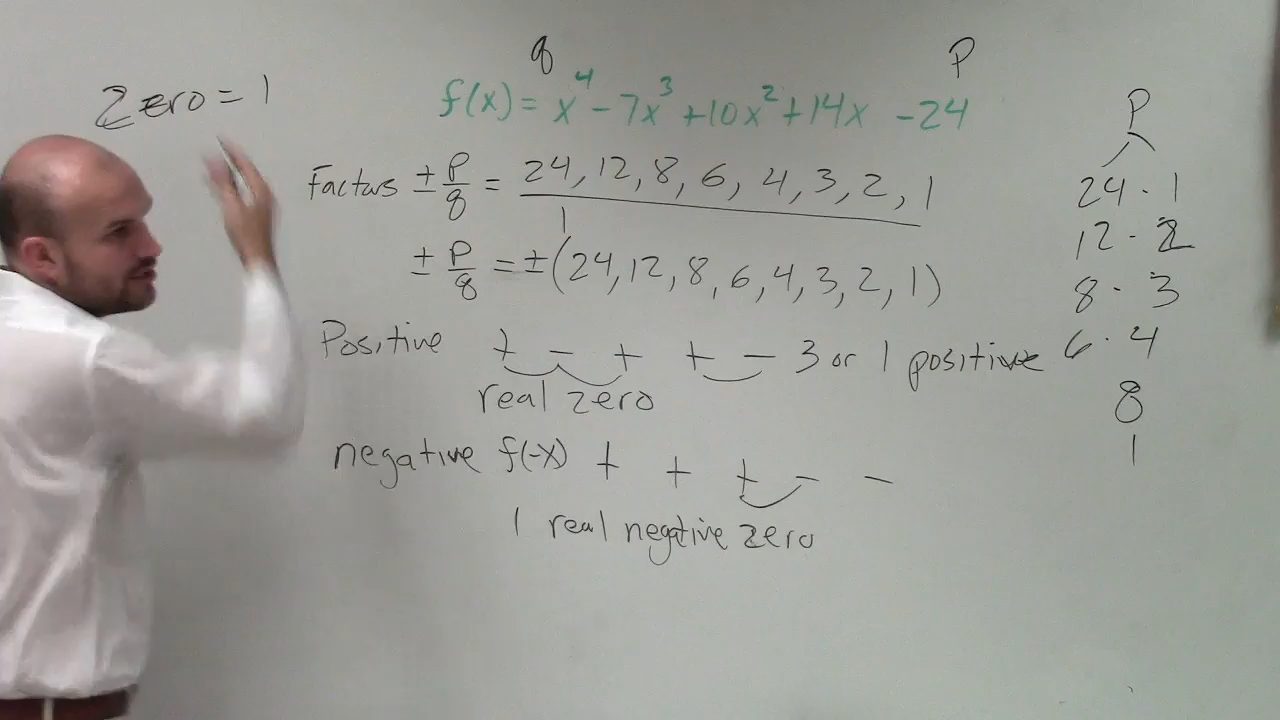 Zero = 1
q
P
f(x) = x⁴ - 7x³ + 10x² + 14x - 24
Factors ± P/q = 24, 12, 8, 6, 4, 3, 2, 1 / 1
± P/q = ± (24, 12, 8, 6, 4, 3, 2, 1)
Positive + - + + - 3 or 1 positive
real zero
negative f(-x) + + + - -
1 real negative zero
P
24 · 1
12 · 2
8 · 3
6 · 4
8
1